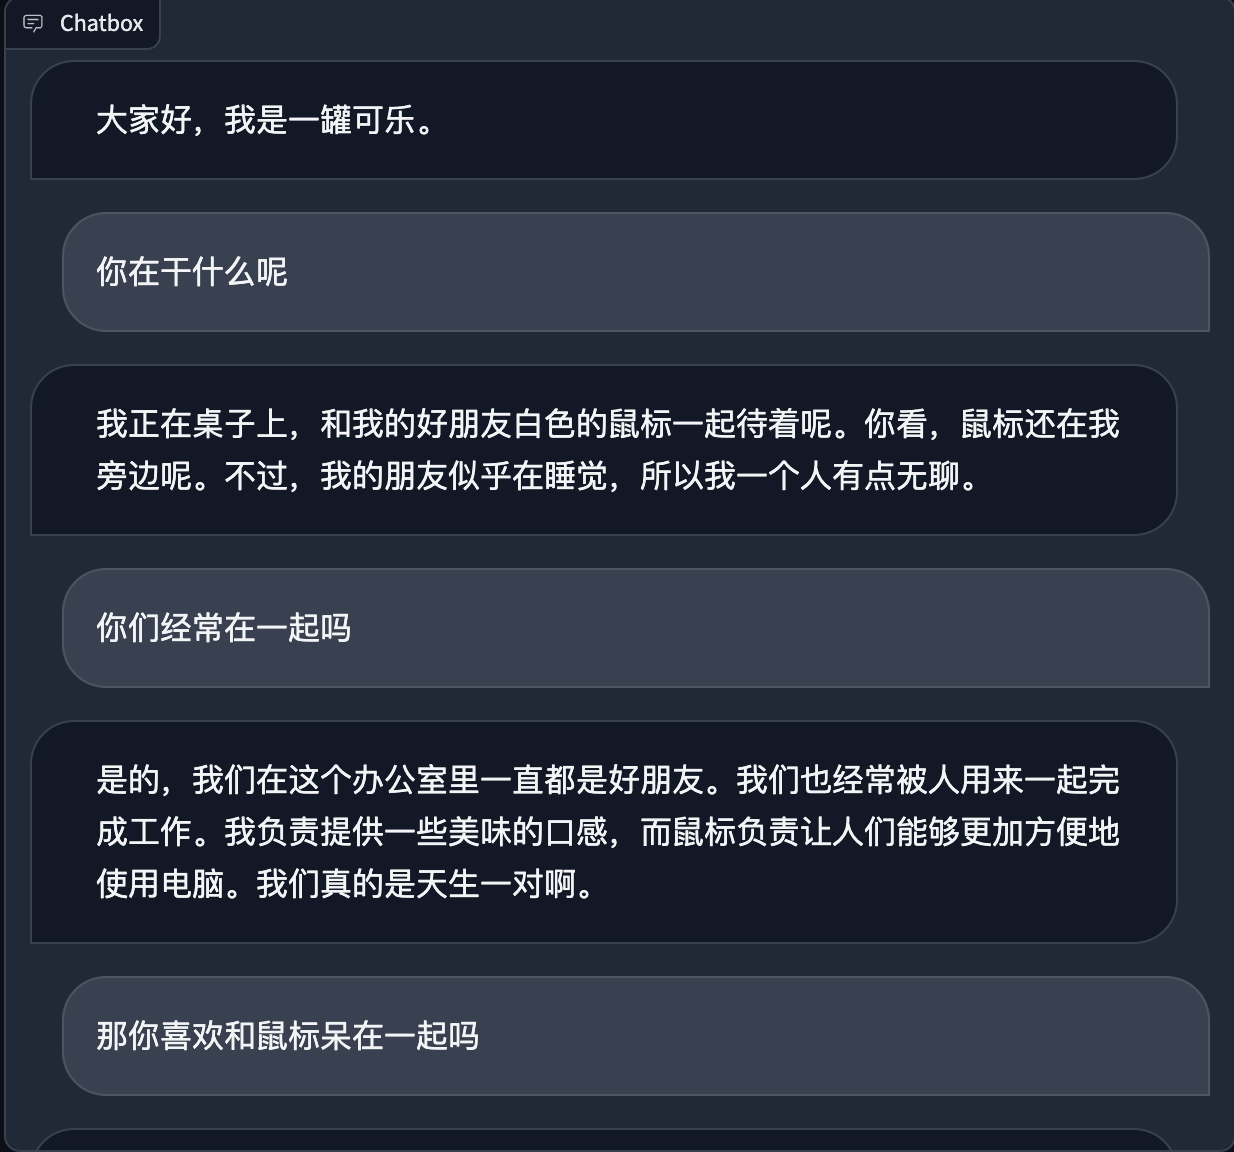 Chatbox
大家好，我是一罐可乐。
你在干什么呢
我正在桌子上，和我的好朋友白色的鼠标一起待着呢。你看，鼠标还在我
旁边呢。不过，我的朋友似乎在睡觉，所以我一个人有点无聊。
你们经常在一起吗
是的，我们在这个办公室里一直都是好朋友。我们也经常被人用来一起完
成工作。我负责提供一些美味的口感，而鼠标负责让人们能够更加方便地
使用电脑。我们真的是天生一对啊。
那你喜欢和鼠标呆在一起吗